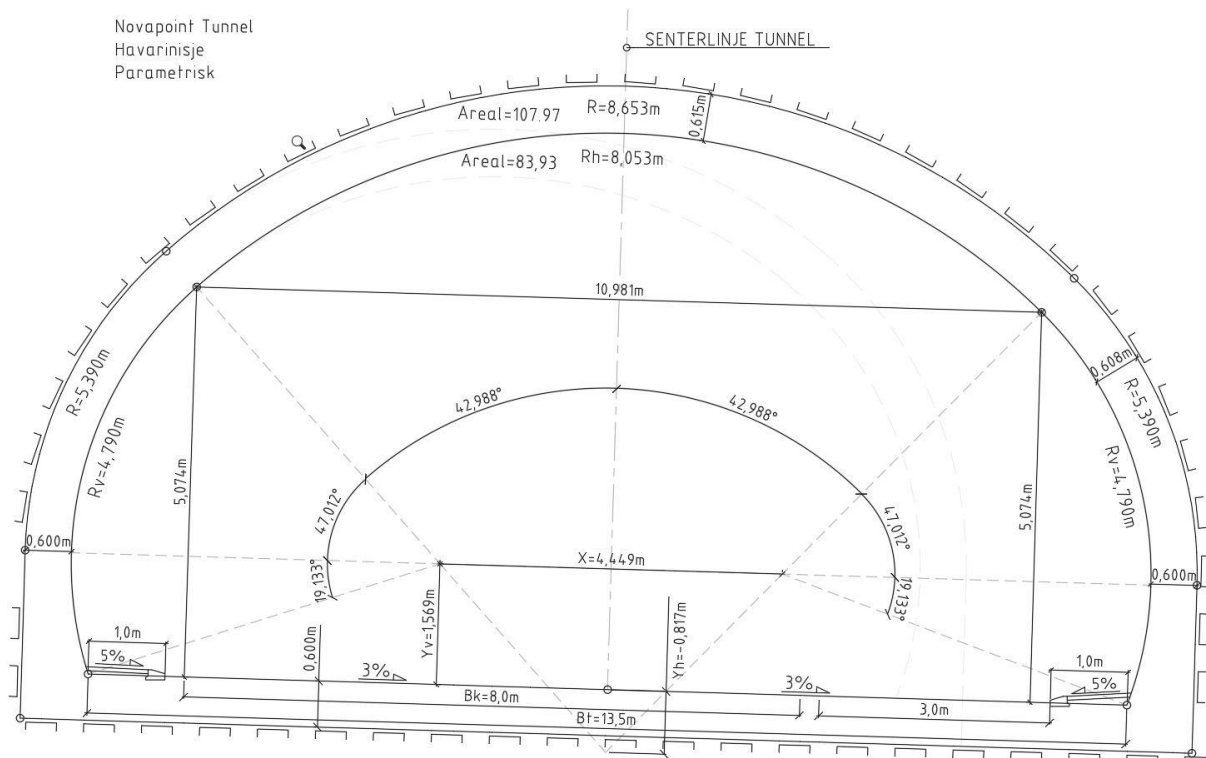 Novapoint Tunnel
Havarinisje
Parametrisk
SENTERLINJE TUNNEL
Areal=107.97
R=8,653m
0,615m
Areal=83,93
Rh=8,053m
10,981m
0,608m
R=5,390m
R=5,390m
Rv=4,790m
Rv=4,790m
42,988°
42,988°
5,074m
5,074m
47,012°
47,012°
0,600m
X=4,449m
0,600m
19,133°
19,133°
1,0m
5%
0,600m
3%
Yv=1,569m
Yh=-0,817m
3%
1,0m
5%
Bk=8,0m
3,0m
Bt=13,5m